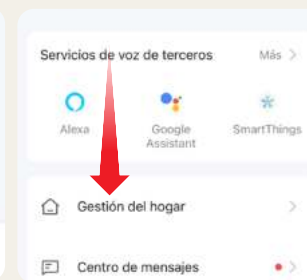 Servicios de voz de terceros Más >
Alexa Google Assistant SmartThings
Gestión del hogar >
Centro de mensajes >